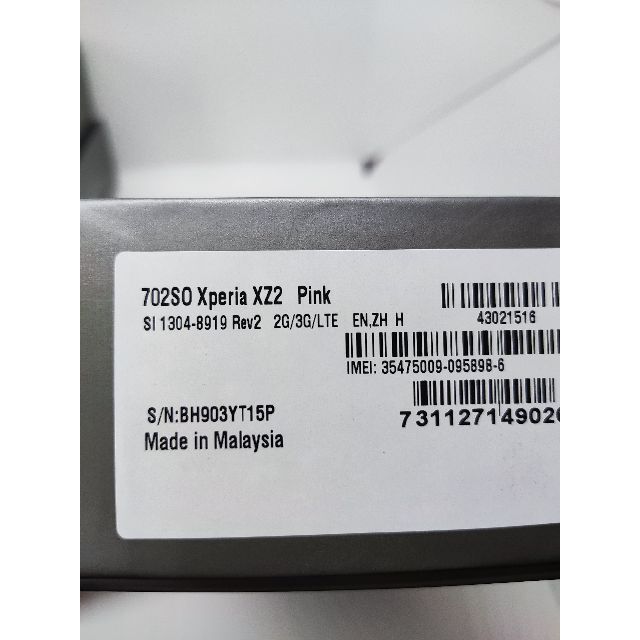 702SO Xperia XZ2 Pink
SI 1304-8919 Rev2 2G/3G/LTE EN,ZH H
43021516
IMEI: 35475009-095898-6
S/N:BH903YT15P
731127149020
Made in Malaysia